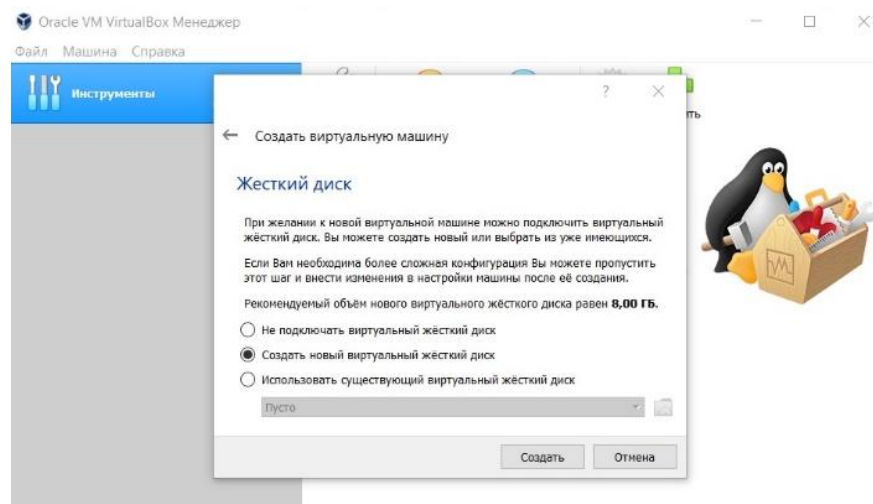 Oracle VM VirtualBox Менеджер
Файл Машина Справка
Инструменты
Создать виртуальную машину
Жесткий диск
При желании к новой виртуальной машине можно подключить виртуальный
жёсткий диск. Вы можете создать новый или выбрать из уже имеющихся.
Если Вам необходима более сложная конфигурация Вы можете пропустить
этот шаг и внести изменения в настройки машины после её создания.
Рекомендуемый объём нового виртуального жёсткого диска равен 8,00 ГБ.
Не подключать виртуальный жёсткий диск
Создать новый виртуальный жёсткий диск
Использовать существующий виртуальный жёсткий диск
Пусто
Создать Отмена